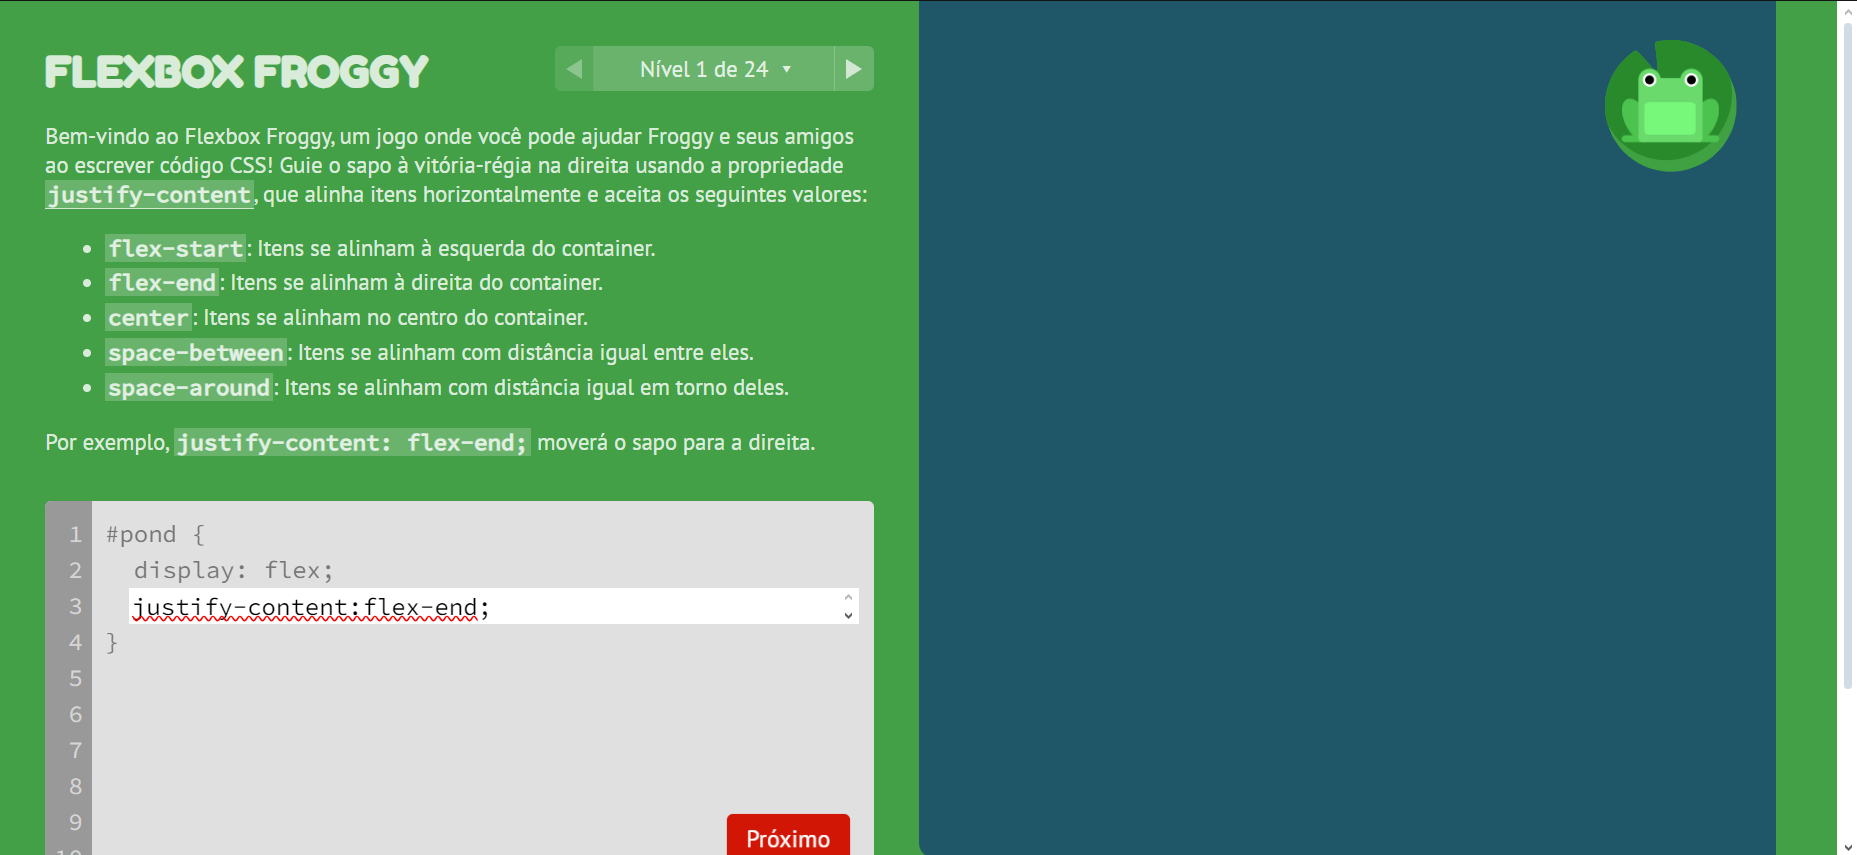 FLEXBOX FROGGY
Nível 1 de 24
Bem-vindo ao Flexbox Froggy, um jogo onde você pode ajudar Froggy e seus amigos
ao escrever código CSS! Guie o sapo à vitória-régia na direita usando a propriedade
justify-content, que alinha itens horizontalmente e aceita os seguintes valores:
• flex-start: Itens se alinham à esquerda do container.
• flex-end: Itens se alinham à direita do container.
• center: Itens se alinham no centro do container.
• space-between: Itens se alinham com distância igual entre eles.
• space-around: Itens se alinham com distância igual em torno deles.
Por exemplo, justify-content: flex-end; moverá o sapo para a direita.
1 #pond {
2 display: flex;
3 justify-content:flex-end;
4 }
5
6
7
8
9
10
Próximo